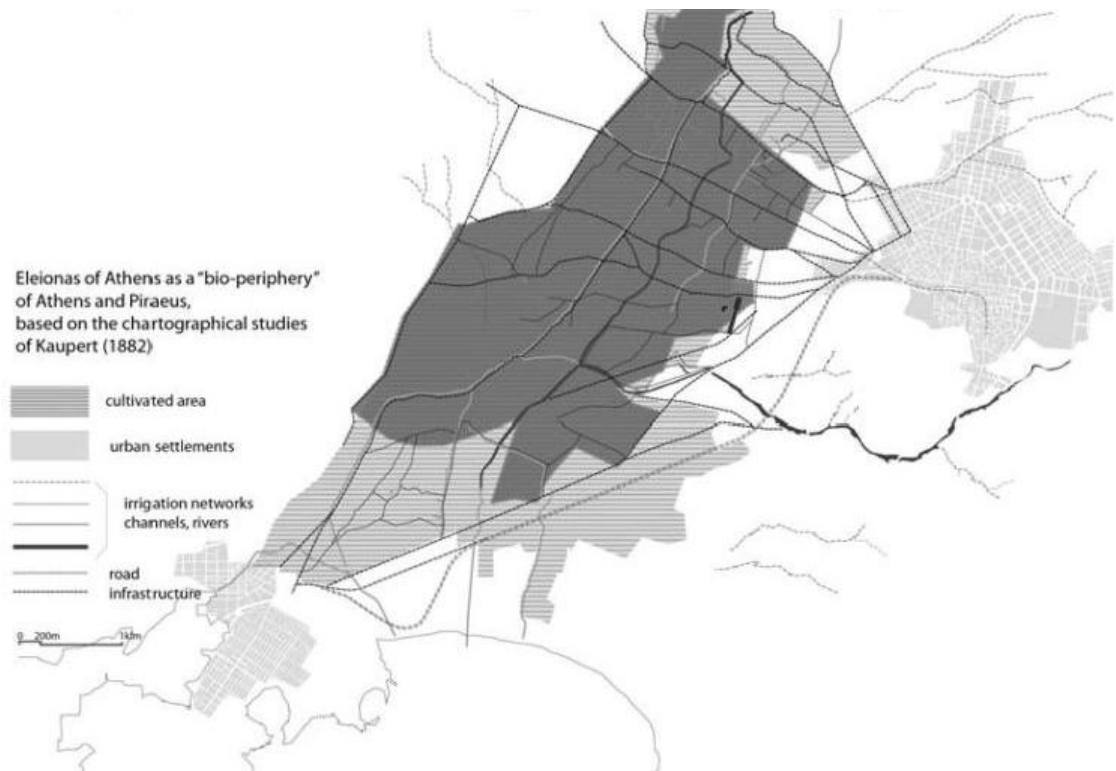 Eleionas of Athens as a "bio-periphery"
of Athens and Piraeus,
based on the chartographical studies
of Kaupert (1882)
cultivated area
urban settlements
irrigation networks
channels, rivers
road
infrastructure
0 200m 1km